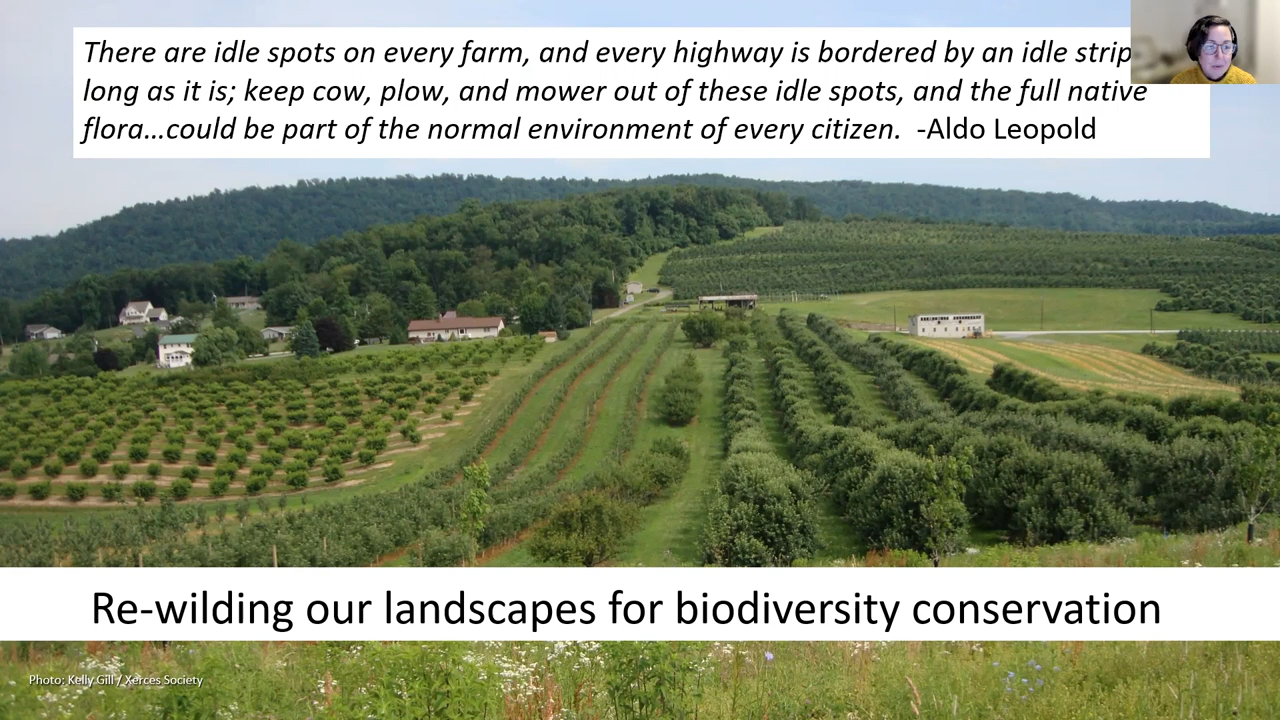 There are idle spots on every farm, and every highway is bordered by an idle strip
long as it is; keep cow, plow, and mower out of these idle spots, and the full native
flora…could be part of the normal environment of every citizen. -Aldo Leopold
Re-wilding our landscapes for biodiversity conservation
Photo: Kelly Gill / Xerces Society